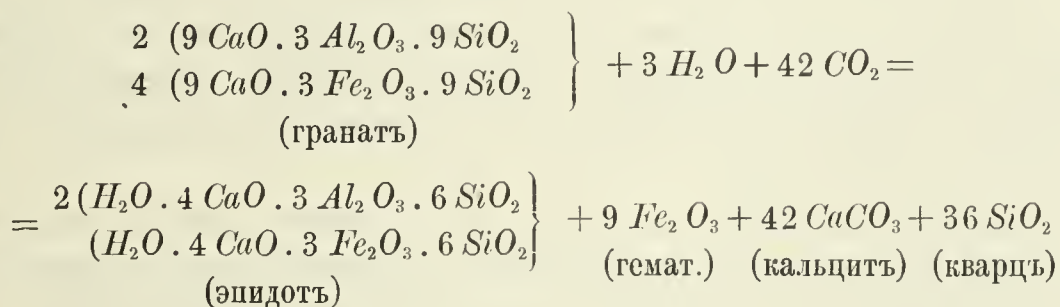 2 (9 CaO . 3 Al₂O₃ . 9 SiO₂
4 (9 CaO . 3 Fe₂O₃ . 9 SiO₂ } + 3 H₂O + 42 CO₂ =
(гранатъ)
= 2 (H₂O . 4 CaO . 3 Al₂O₃ . 6 SiO₂
(H₂O . 4 CaO . 3 Fe₂O₃ . 6 SiO₂ } + 9 Fe₂O₃ + 42 CaCO₃ + 36 SiO₂
(гемат.) (кальцитъ) (кварцъ)
(эпидотъ)